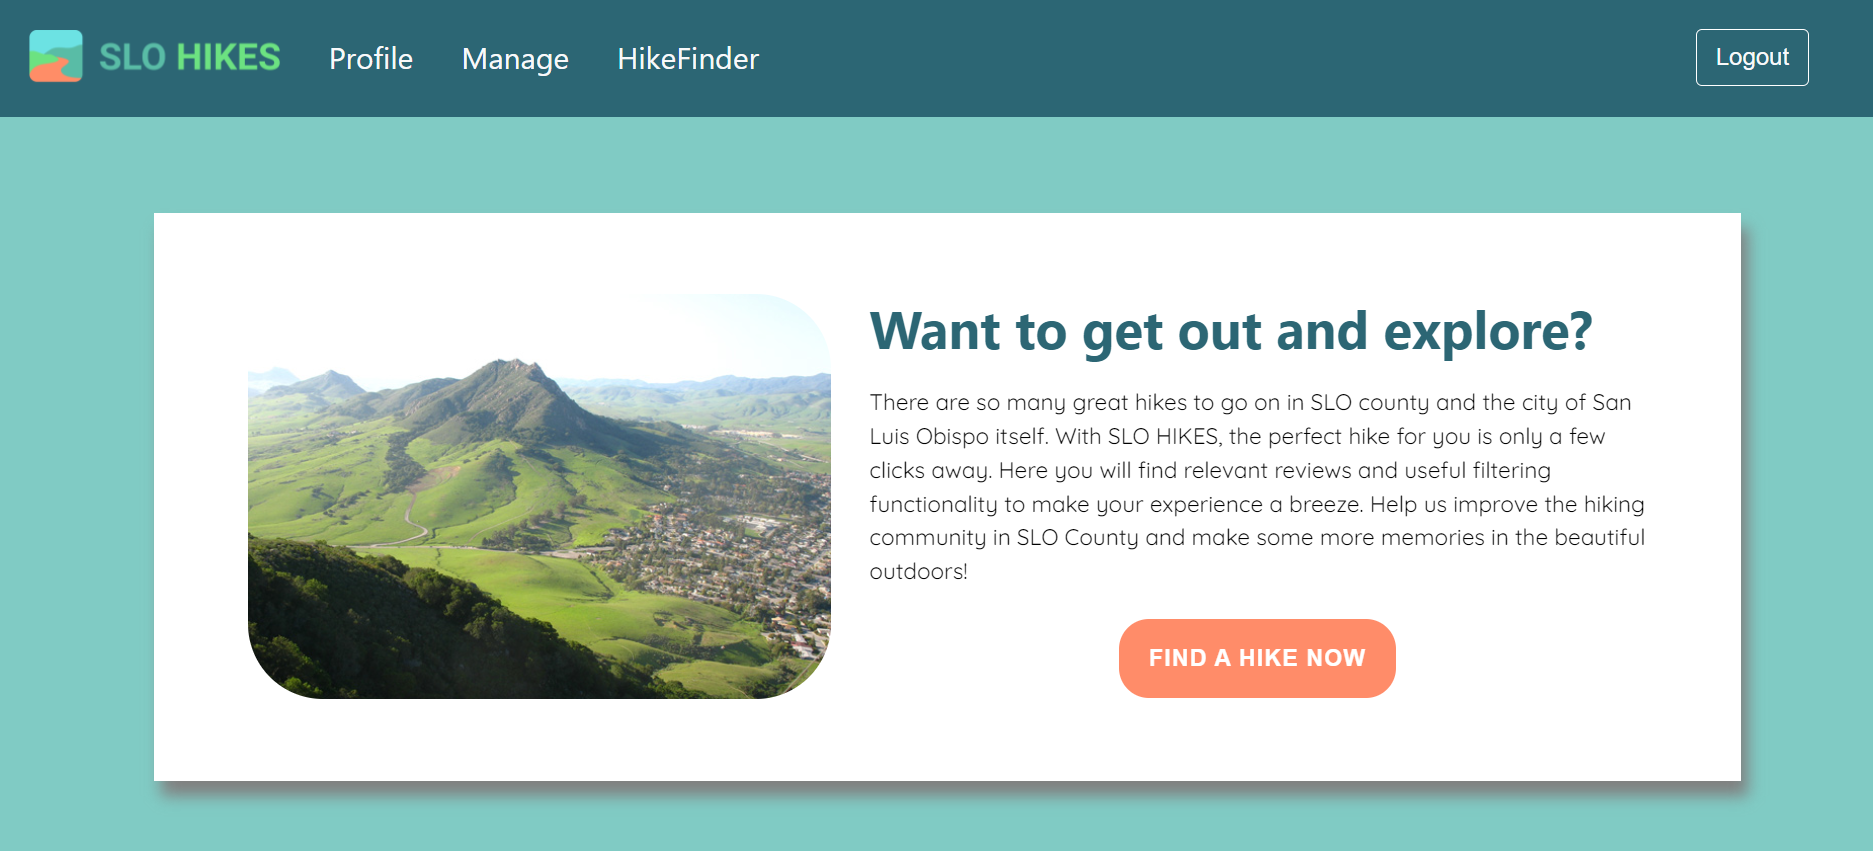 SLO HIKES Profile Manage HikeFinder Logout
Want to get out and explore?
There are so many great hikes to go on in SLO county and the city of San
Luis Obispo itself. With SLO HIKES, the perfect hike for you is only a few
clicks away. Here you will find relevant reviews and useful filtering
functionality to make your experience a breeze. Help us improve the hiking
community in SLO County and make some more memories in the beautiful
outdoors!
FIND A HIKE NOW